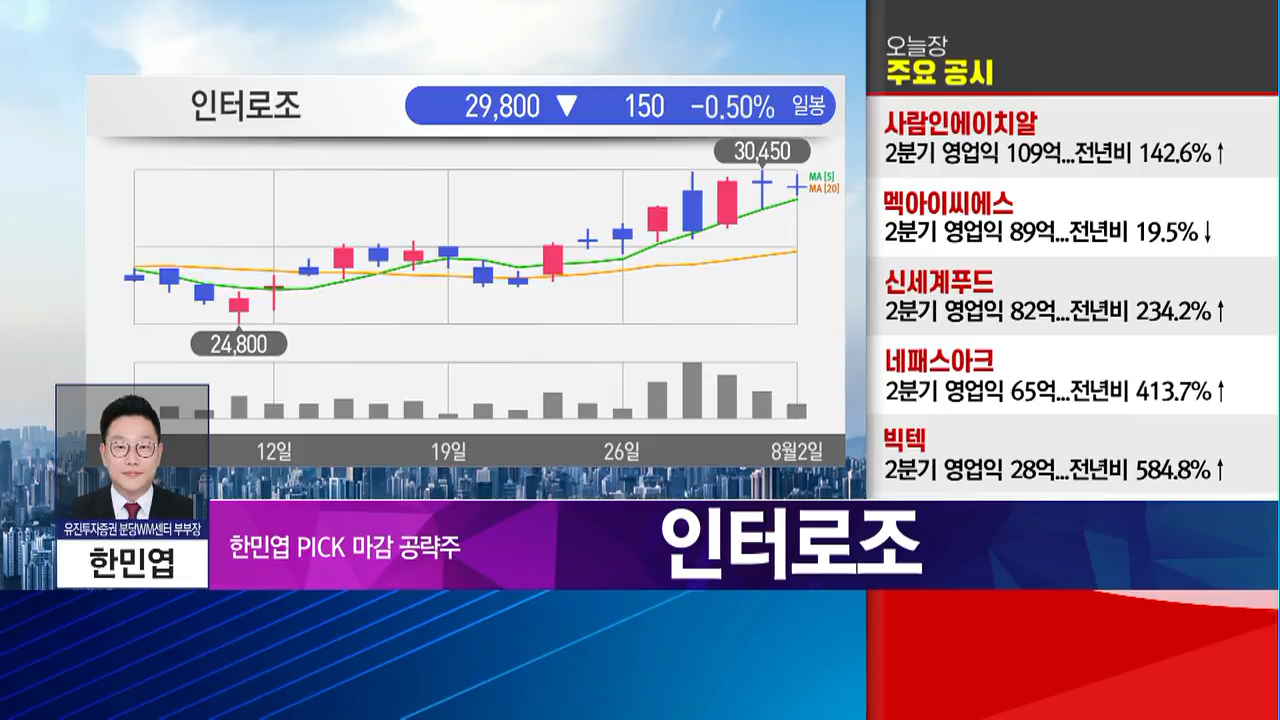 인터로조
29,800 ▼ 150 -0.50% 일봉
30,450
MA [5]
MA [20]
24,800
12일 19일 26일 8월2일
유진투자증권 분당WM센터 부부장
한민엽
한민엽 PICK 마감 공략주
인터로조
오늘장
주요 공시
사람인에이치알
2분기 영업익 109억...전년비 142.6%↑
멕아이씨에스
2분기 영업익 89억...전년비 19.5%↓
신세계푸드
2분기 영업익 82억...전년비 234.2%↑
네패스아크
2분기 영업익 65억...전년비 413.7%↑
빅텍
2분기 영업익 28억...전년비 584.8%↑